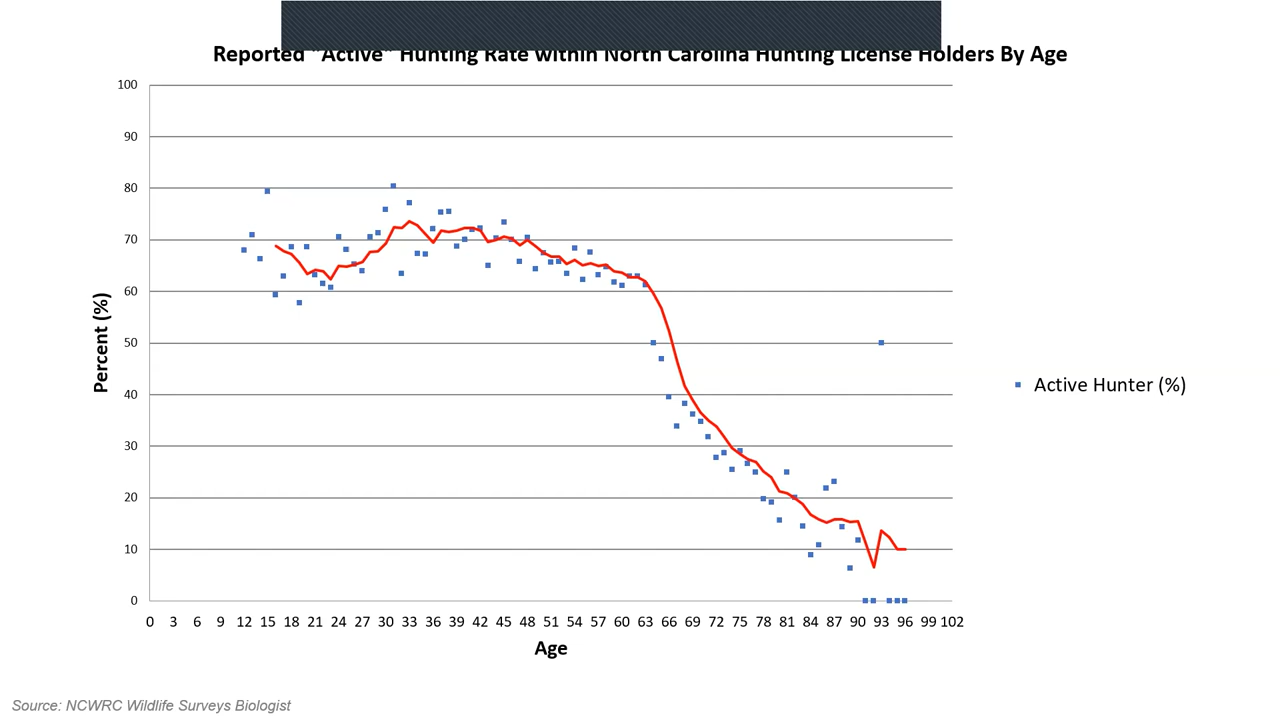 Reported "Active" Hunting Rate within North Carolina Hunting License Holders By Age
100
90
80
70
60
50
40
30
20
10
0
Percent (%)
0 3 6 9 12 15 18 21 24 27 30 33 36 39 42 45 48 51 54 57 60 63 66 69 72 75 78 81 84 87 90 93 96 99 102
Age
Active Hunter (%)
Source: NCWRC Wildlife Surveys Biologist